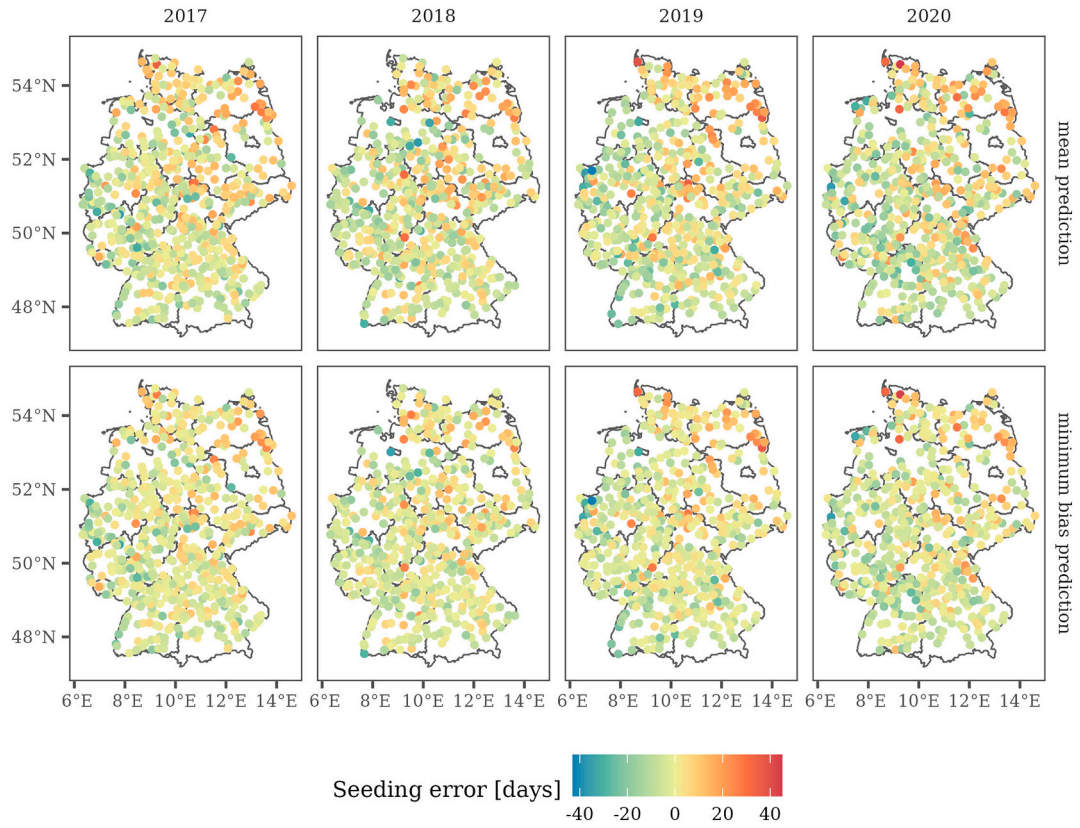 2017 2018 2019 2020
54°N
52°N
50°N
48°N
mean prediction
54°N
52°N
50°N
48°N
minimum bias prediction
6°E 8°E 10°E 12°E 14°E 6°E 8°E 10°E 12°E 14°E 6°E 8°E 10°E 12°E 14°E 6°E 8°E 10°E 12°E 14°E
Seeding error [days]
-40 -20 0 20 40